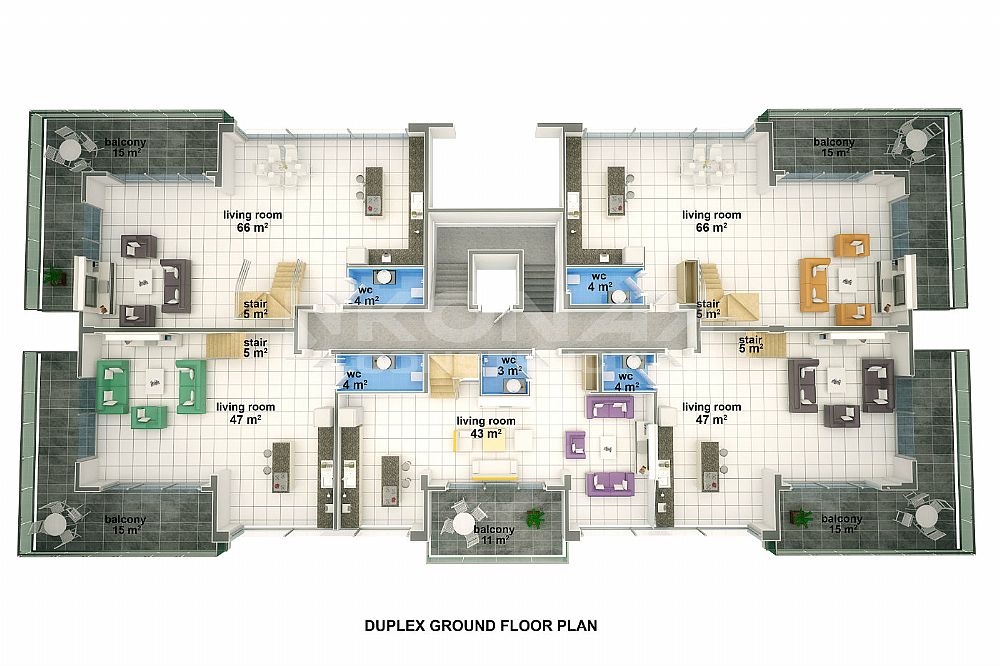 balcony
15 m²
living room
66 m²
wc
4 m²
stair
5 m²
living room
66 m²
balcony
15 m²
wc
4 m²
stair
5 m²
stair
5 m²
wc
4 m²
living room
47 m²
balcony
15 m²
wc
3 m²
living room
43 m²
balcony
11 m²
wc
4 m²
stair
5 m²
living room
47 m²
balcony
15 m²
DUPLEX GROUND FLOOR PLAN